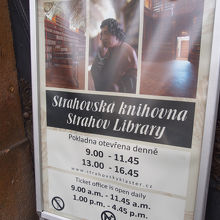 Strahovská knihovna
Strahov Library
Pokladna otevřena denně
9.00 - 11.45
13.00 - 16.45
www.strahovskyklaster.cz
Ticket office is open daily
9.00 a.m. - 11.45 a.m.
1.00 p.m. - 4.45 p.m.